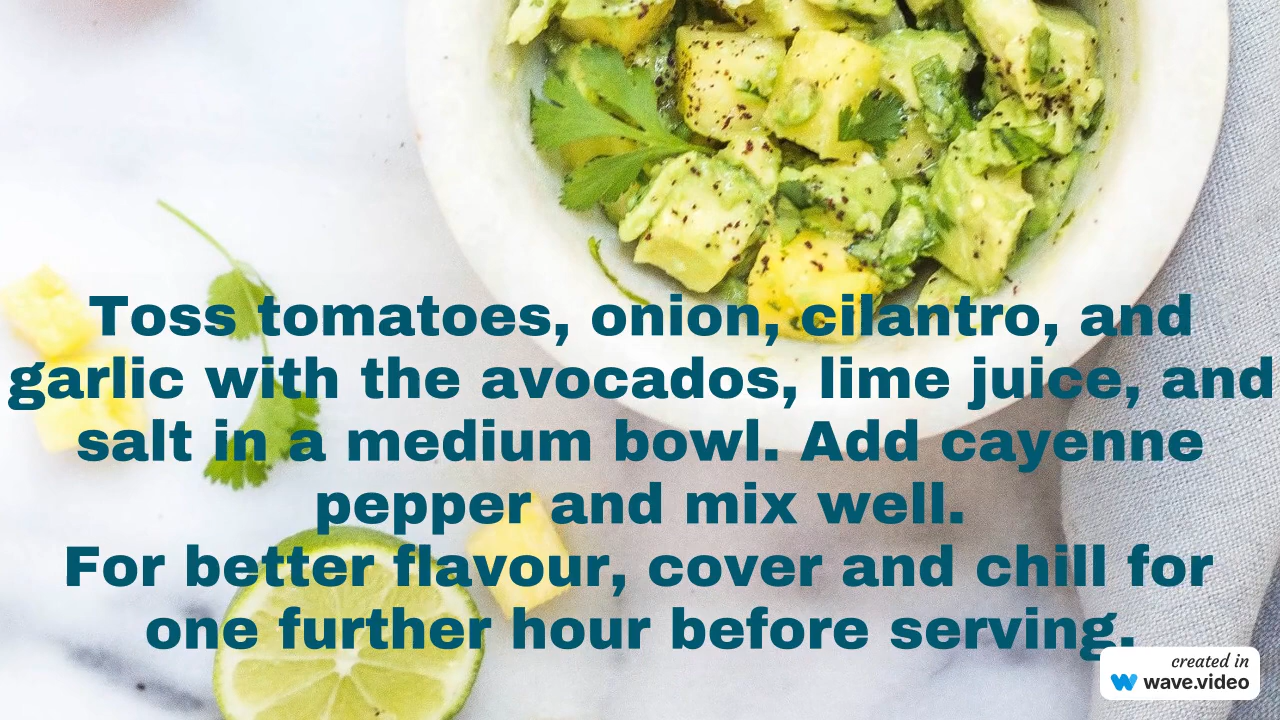 Toss tomatoes, onion, cilantro, and
garlic with the avocados, lime juice, and
salt in a medium bowl. Add cayenne
pepper and mix well.
For better flavour, cover and chill for
one further hour before serving.
created in
wave.video